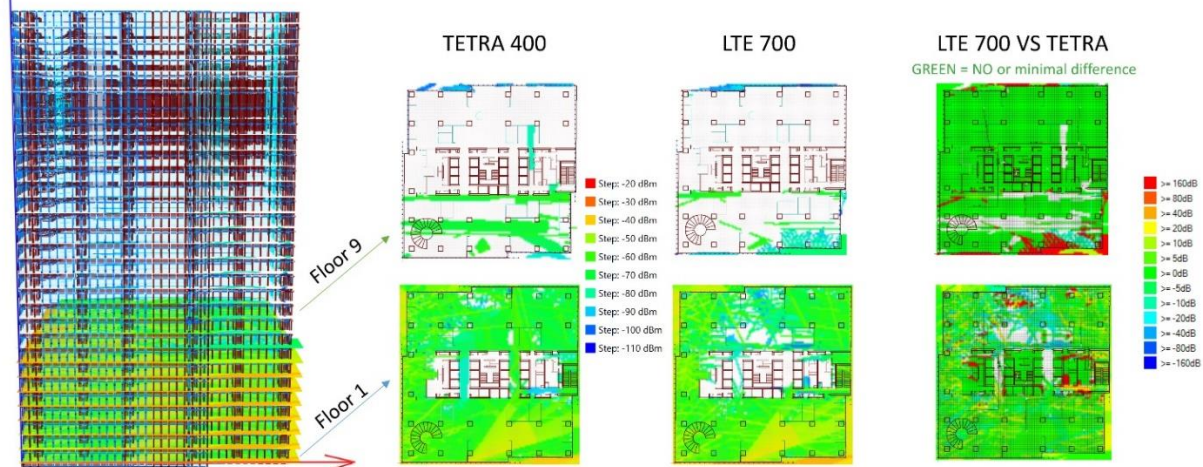 TETRA 400
LTE 700
LTE 700 VS TETRA
GREEN = NO or minimal difference
Floor 9
Floor 1
Step: -20 dBm
Step: -30 dBm
Step: -40 dBm
Step: -50 dBm
Step: -60 dBm
Step: -70 dBm
Step: -80 dBm
Step: -90 dBm
Step: -100 dBm
Step: -110 dBm
>= 160dB
>= 80dB
>= 40dB
>= 20dB
>= 10dB
>= 5dB
>= 0dB
>= -5dB
>= -10dB
>= -20dB
>= -40dB
>= -80dB
>= -160dB